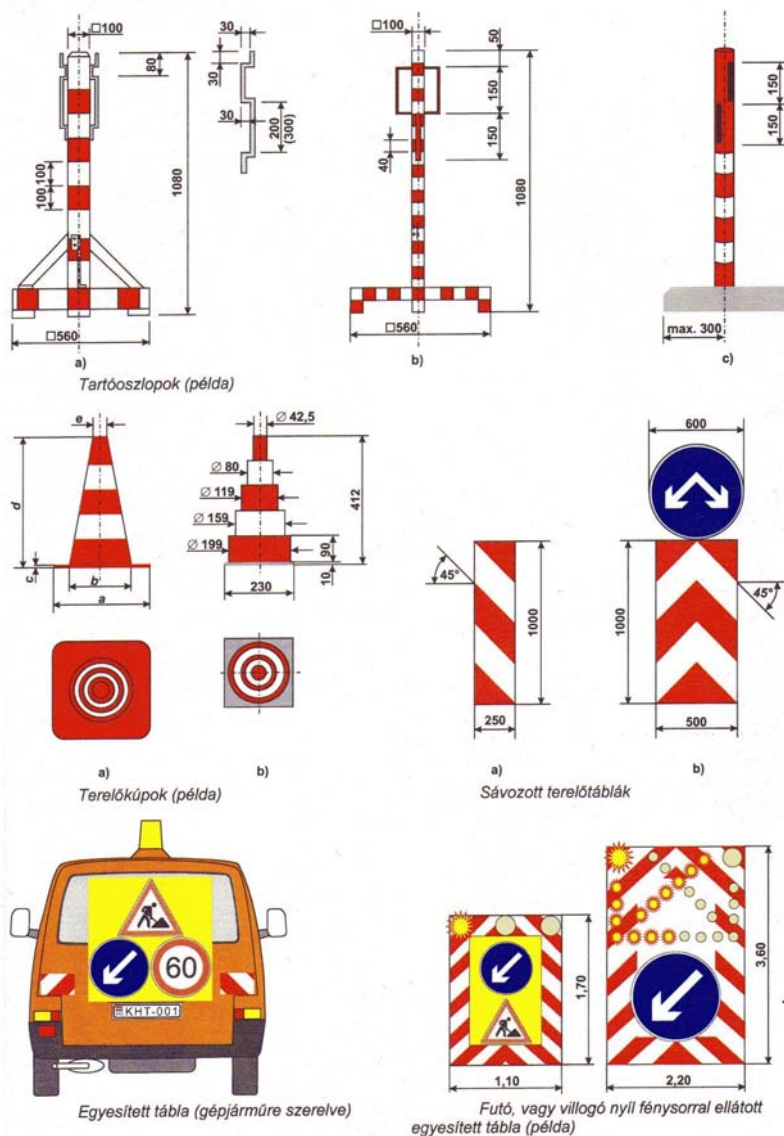 □100
30
80
30
30
200
(300)
100
100
1080
□560
a)
□100
50
150
150
40
1080
□560
b)
150
150
max. 300
c)
Tartóoszlopok (példa)
e
d
c
b
a
a)
Ø 42,5
Ø 80
Ø 119
Ø 159
Ø 199
412
90
10
230
b)
Terelőkúpok (példa)
45°
1000
250
a)
600
1000
45°
500
b)
Sávozott terelőtáblák
60
KHT-001
Egyesített tábla (gépjárműre szerelve)
1,70
1,10
3,60
2,20
Futó, vagy villogó nyíl fénysorral ellátott
egyesített tábla (példa)